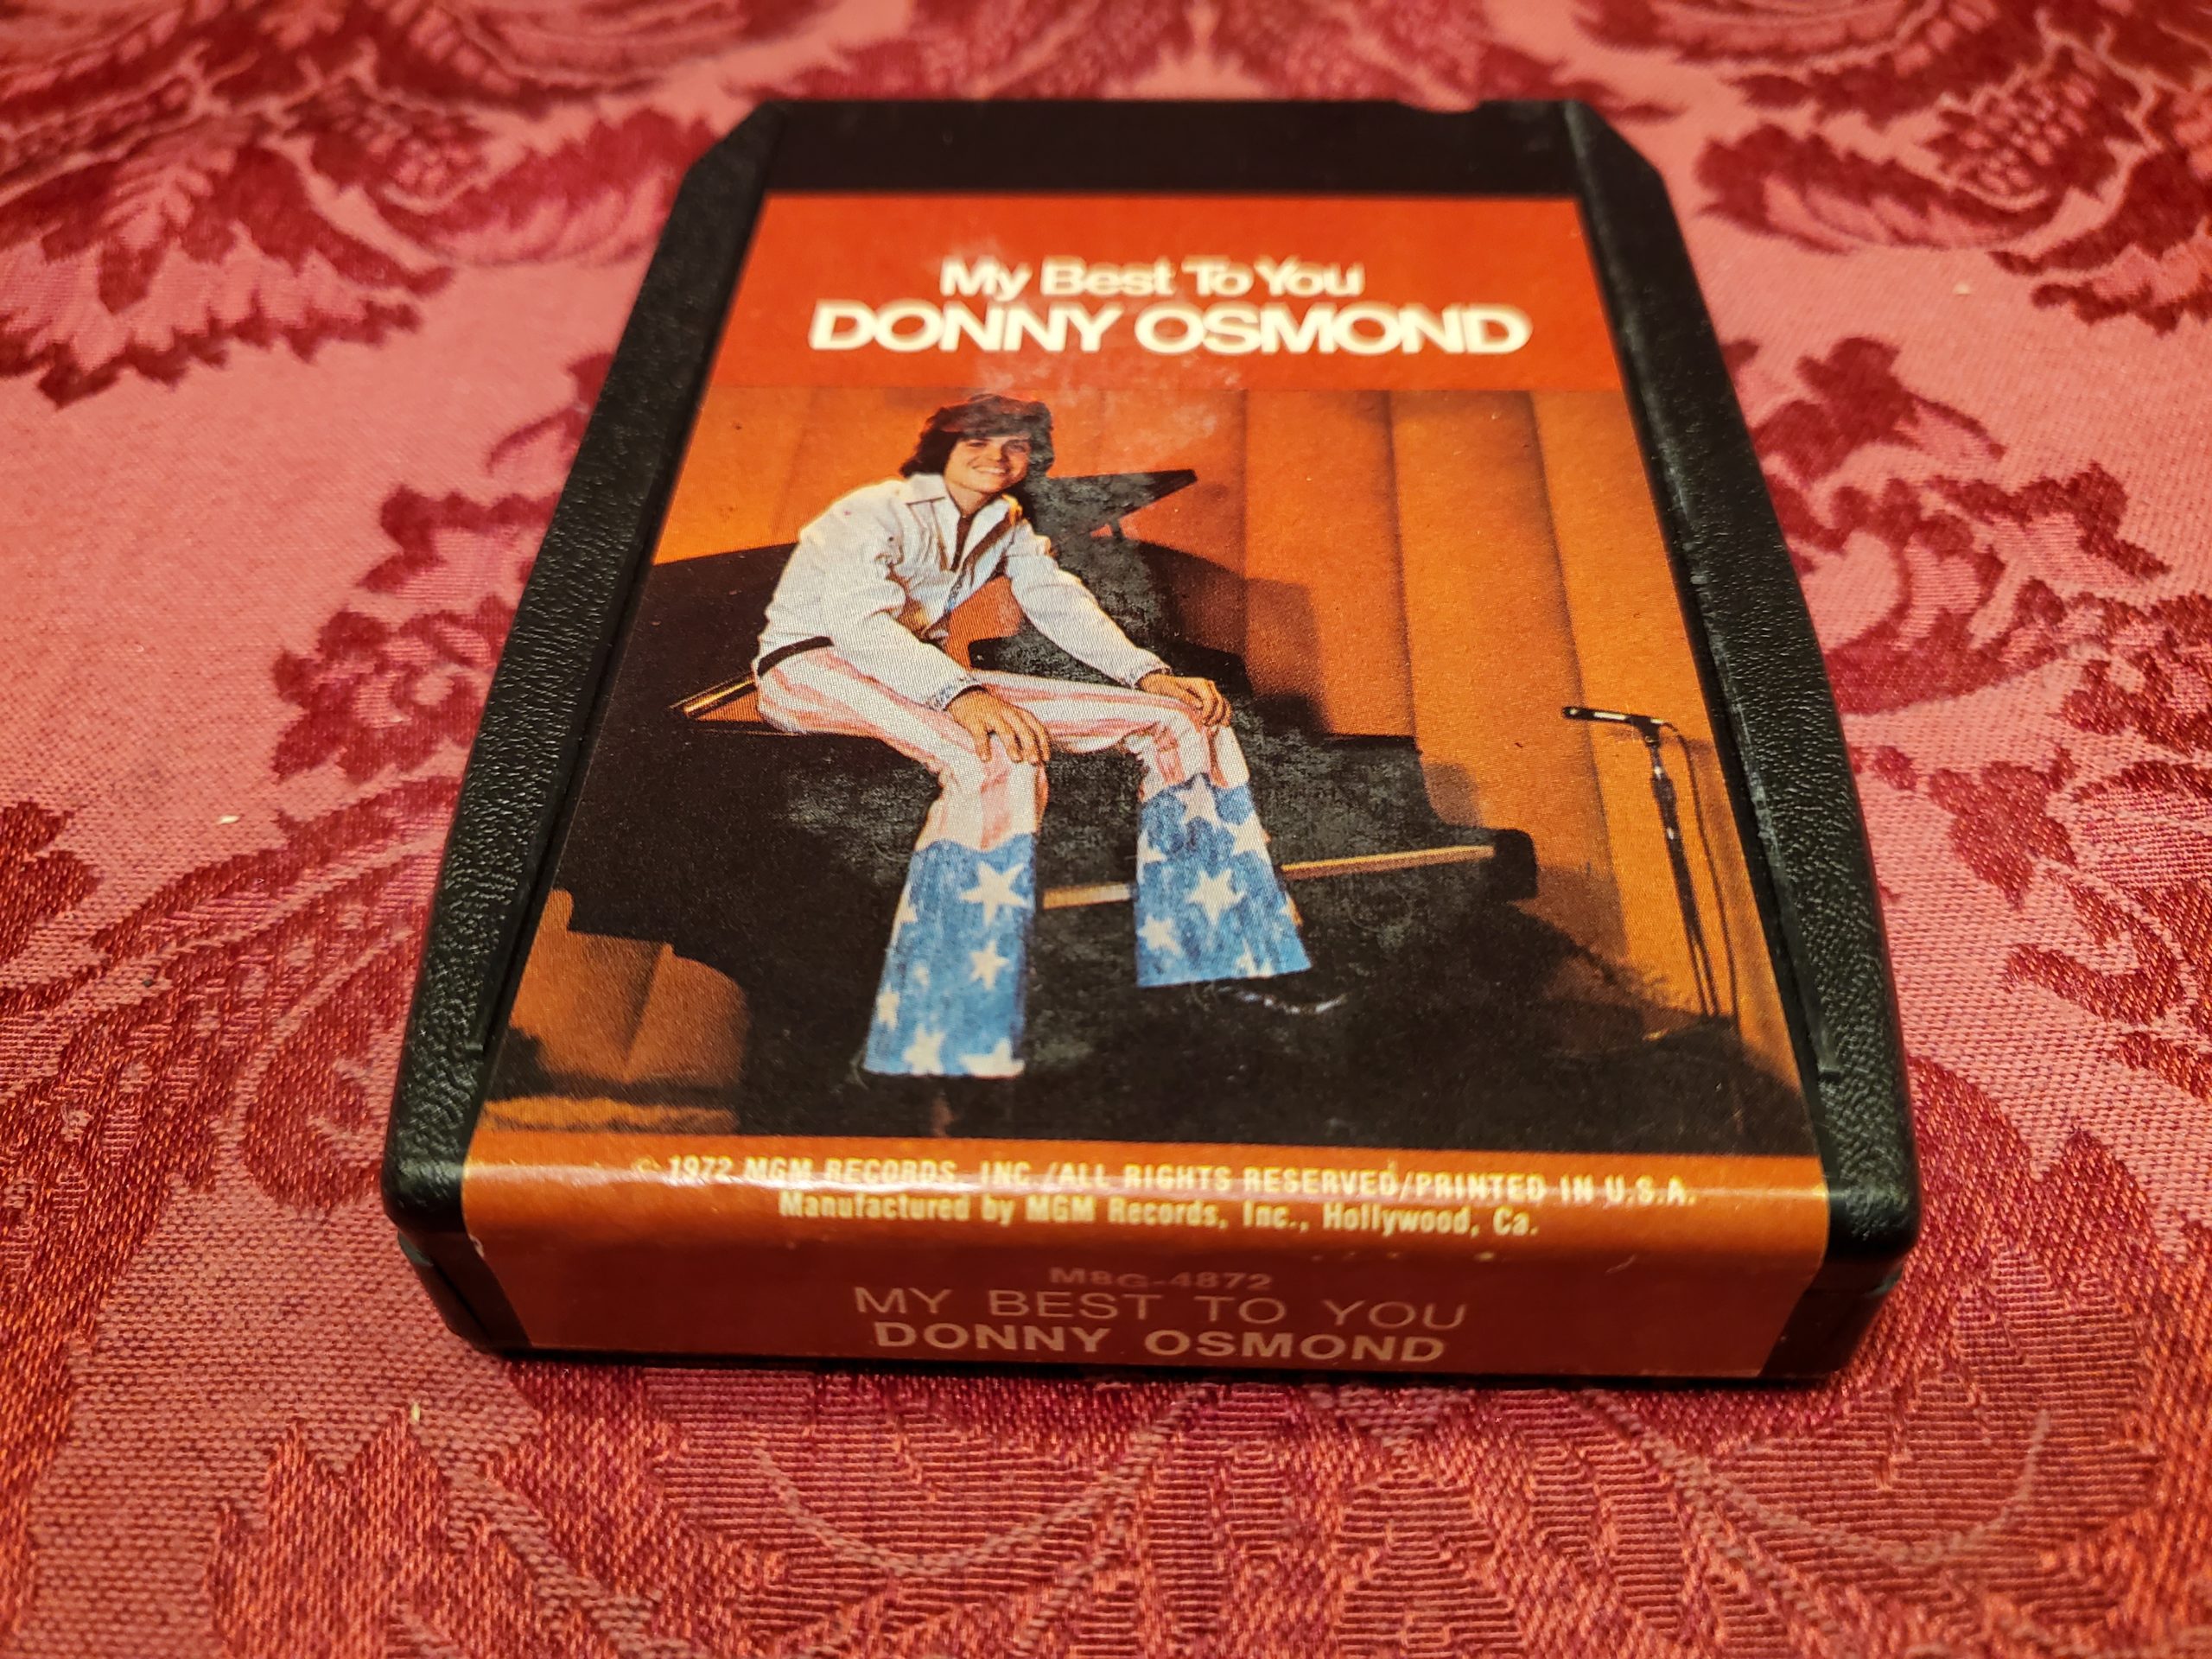 My Best To You
DONNY OSMOND
© 1972 MGM RECORDS, INC./ALL RIGHTS RESERVED/PRINTED IN U.S.A.
Manufactured by MGM Records, Inc., Hollywood, Ca.
M8G-4872
MY BEST TO YOU
DONNY OSMOND